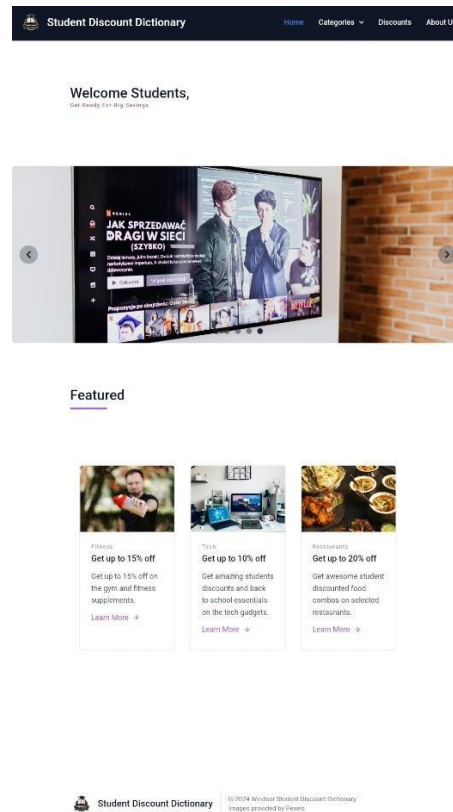 Student Discount Dictionary
Home Categories Discounts About U
Welcome Students,
Get Ready For Big Savings
SERIAL
JAK SPRZEDAWAĆ
DRAGI W SIECI
(SZYBKO)
NETFLIX
Featured
Fitness
Get up to 15% off
Get up to 15% off on
the gym and fitness
supplements.
Learn More →
Tech
Get up to 10% off
Get amazing students
discounts and back
to school essentials
on the tech gadgets.
Learn More →
Restaurants
Get up to 20% off
Get awesome student
discounted food
combos on selected
restaurants.
Learn More →
Student Discount Dictionary
© 2024 Windsor Student Discount Dictionary
Images provided by Pexels